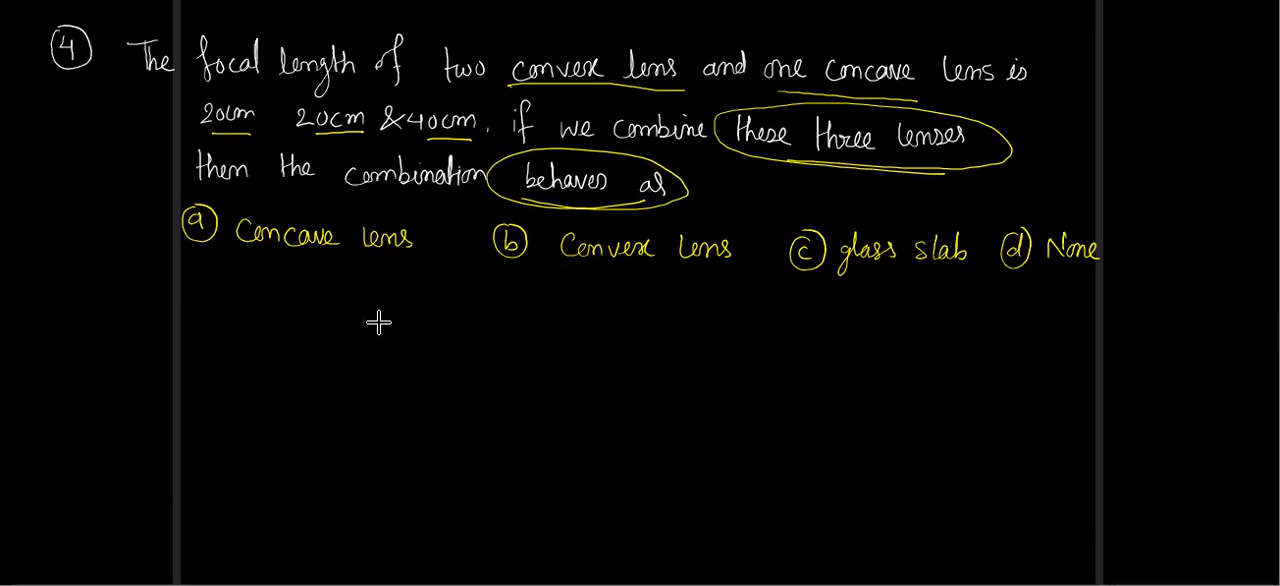 ④ The focal length of two convex lens and one concave lens is
20cm 20cm &40cm. if we combine these three lenses
then the combination behaves as
ⓐ Concave lens ⓑ Convex lens ⓒ glass slab ⓓ None